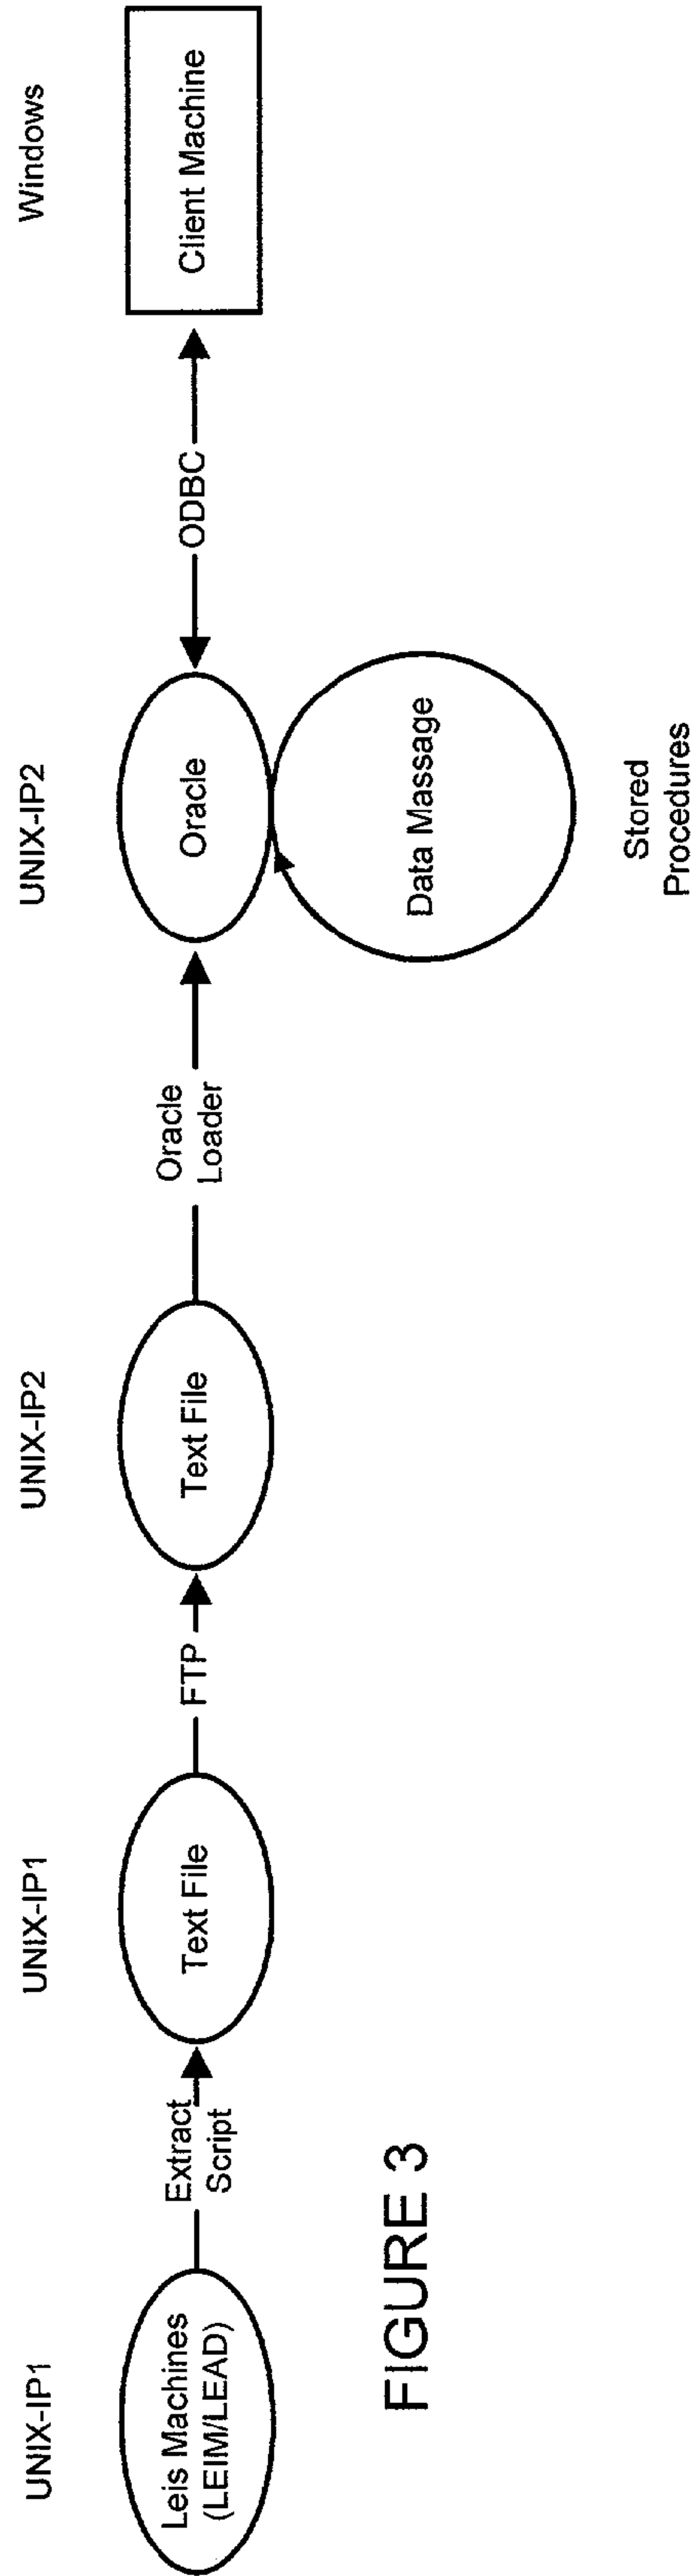 UNIX-IP1
UNIX-IP1
UNIX-IP2
UNIX-IP2
Windows
Leis Machines
(LEIM/LEAD)
Extract
Script
Text File
FTP
Text File
Oracle
Loader
Oracle
ODBC
Client Machine
Data Massage
Stored
Procedures
FIGURE 3